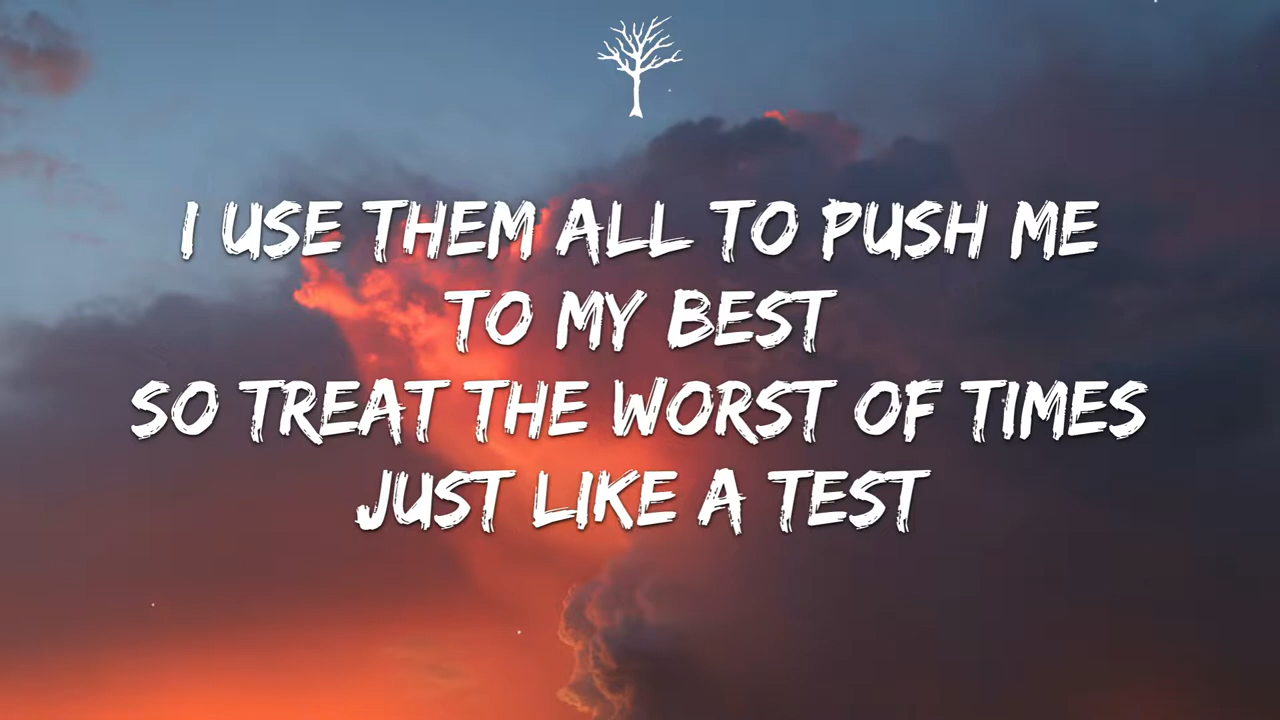 I USE THEM ALL TO PUSH ME
TO MY BEST
SO TREAT THE WORST OF TIMES
JUST LIKE A TEST